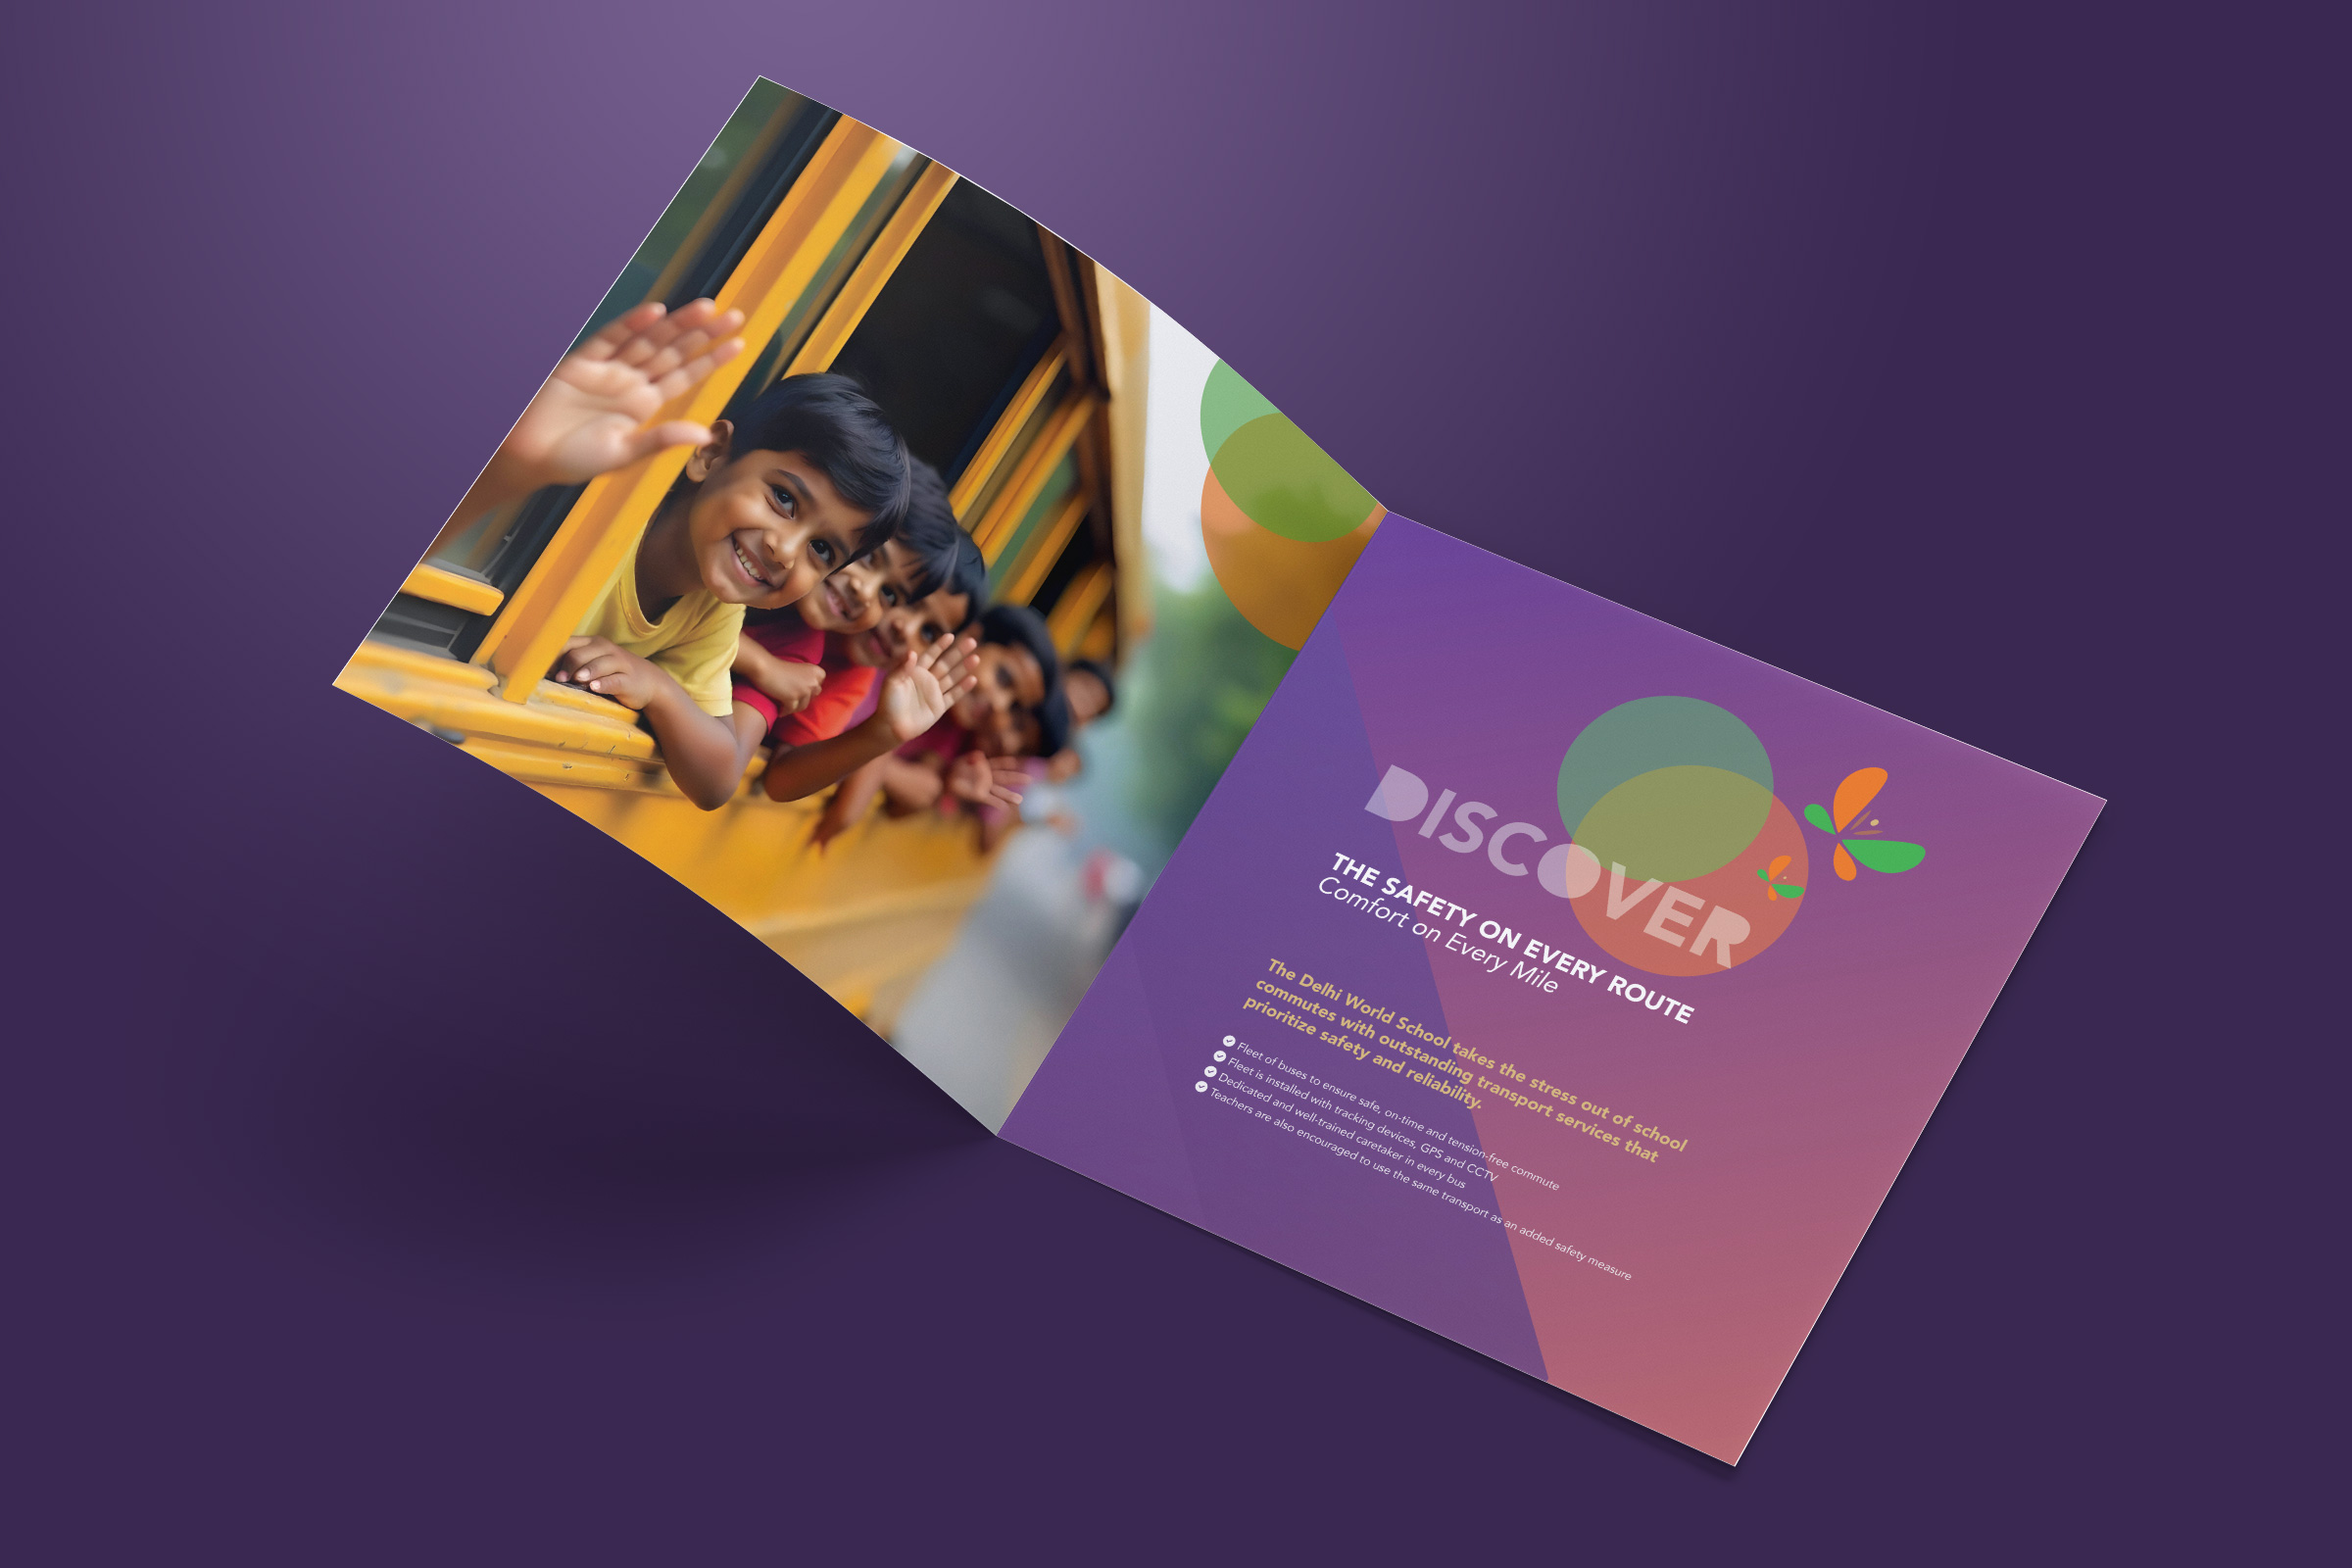 DISCOVER
THE SAFETY ON EVERY ROUTE
Comfort on Every Mile
The Delhi World School takes the stress out of school
commutes with outstanding transport services that
prioritize safety and reliability.
Fleet of buses to ensure safe, on-time and tension-free commute
Fleet is installed with tracking devices, GPS and CCTV
Dedicated and well-trained caretaker in every bus
Teachers are also encouraged to use the same transport as an added safety measure